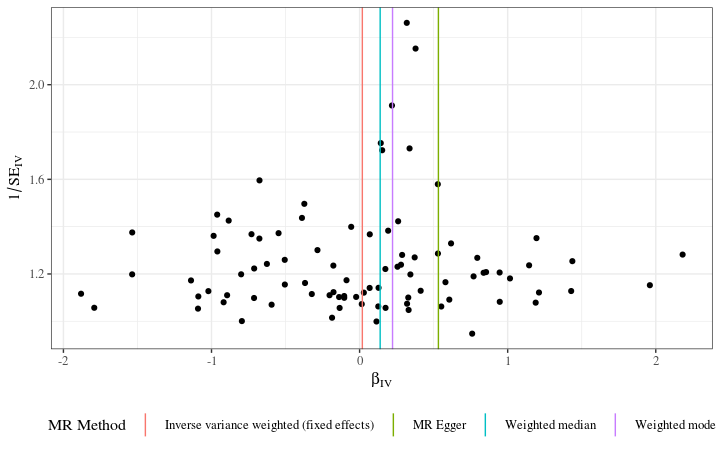 2.0
1.6
1.2
1/SE_IV
-2
-1
0
1
2
β_IV
MR Method
Inverse variance weighted (fixed effects)
MR Egger
Weighted median
Weighted mode